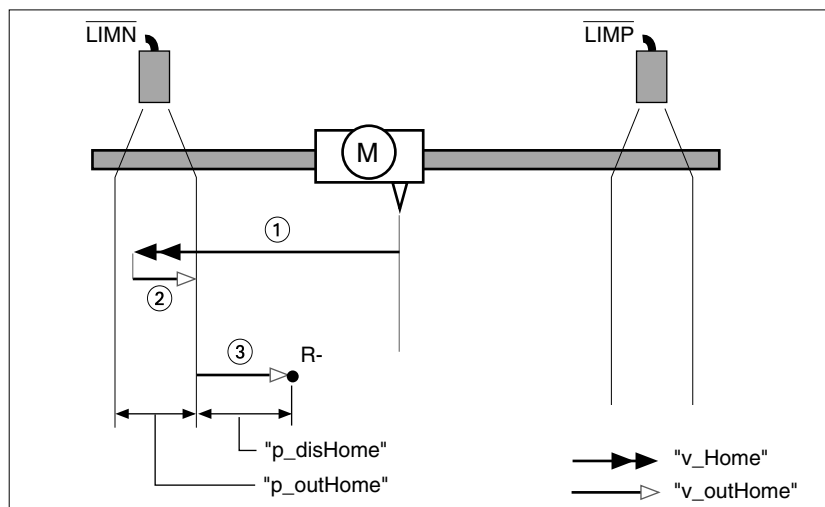 LIMN
LIMP
M
1
2
3
R-
"p_disHome"
"p_outHome"
"v_Home"
"v_outHome"